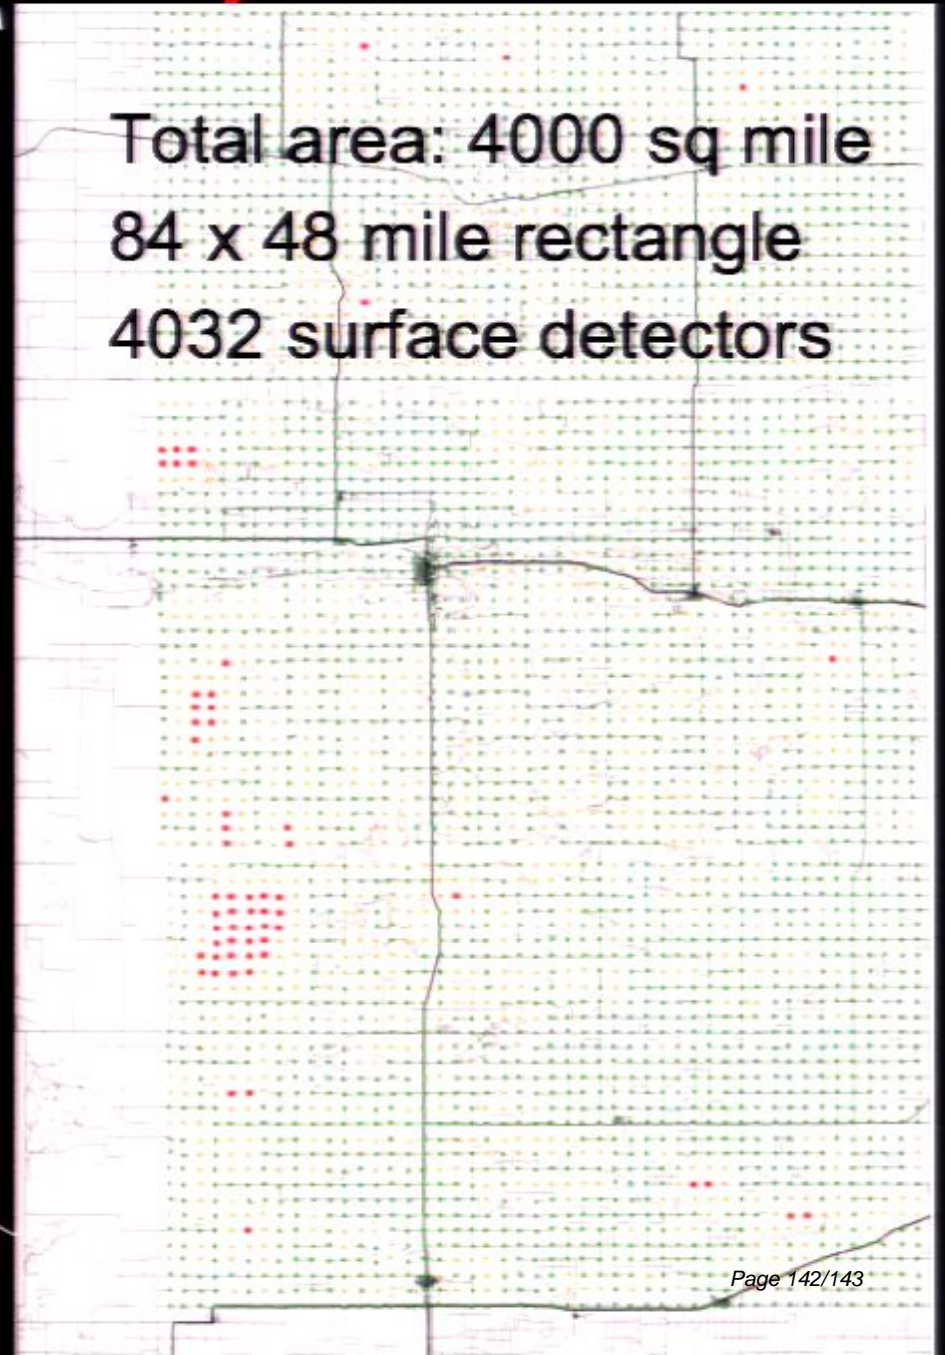 Total area: 4000 sq mile
84 x 48 mile rectangle
4032 surface detectors
Page 142/143